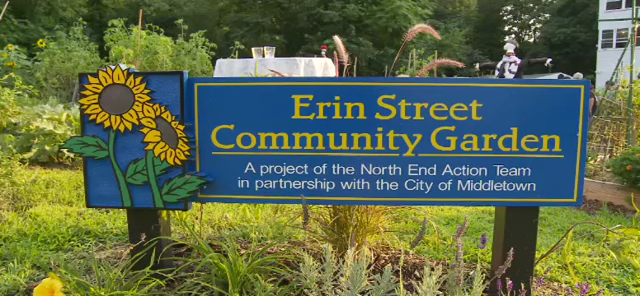 Erin Street
Community Garden
A project of the North End Action Team
in partnership with the City of Middletown